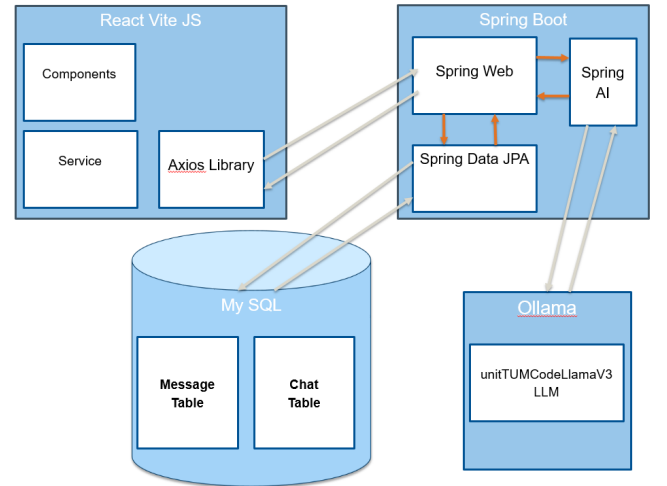 React Vite JS
Components
Service
Axios Library
Spring Boot
Spring Web
Spring
AI
Spring Data JPA
My SQL
Message
Table
Chat
Table
Ollama
unitTUMCodeLlamaV3
LLM